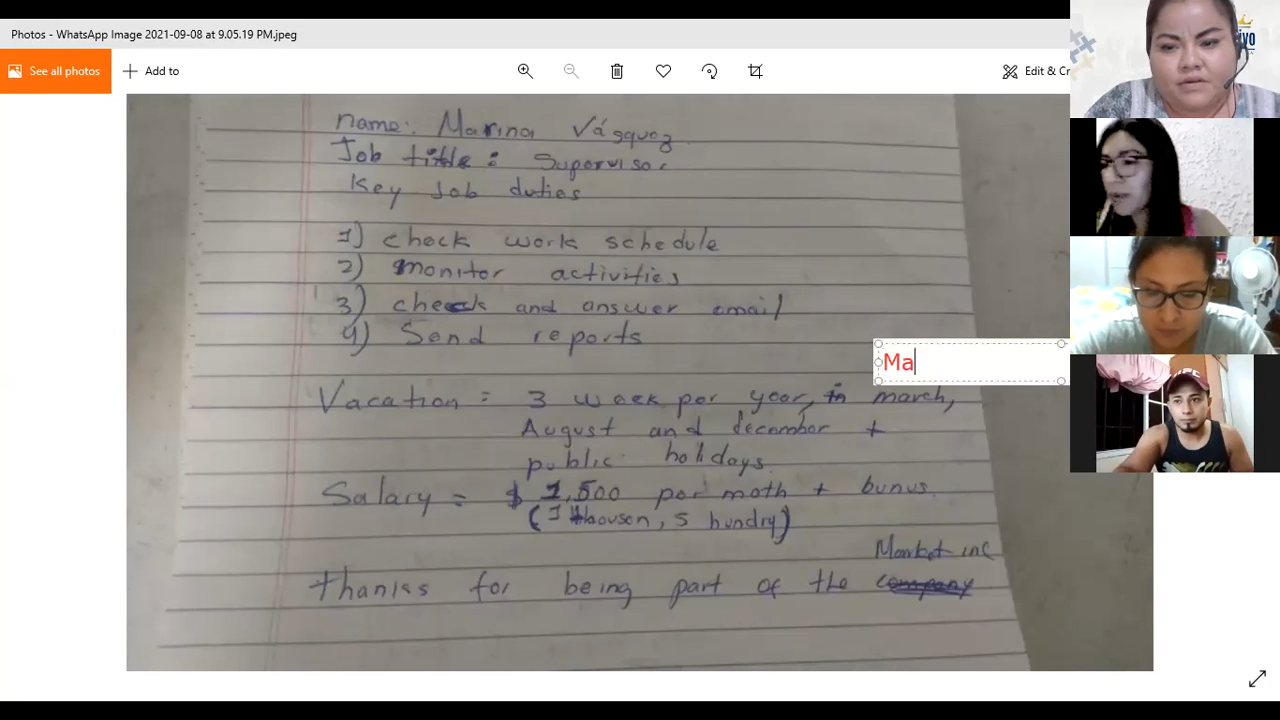 Photos - WhatsApp Image 2021-09-08 at 9.05.19 PM.jpeg
See all photos
Add to
Edit & Cr
ivo
name: Marina Vásquez
Job title: Supervisor
Key Job duties
1) check work schedule
2) monitor activities
3) check and answer email
4) Send reports
Ma
Vacation = 3 week per year, in march,
August and december +
public holidays.
Salary = $ 1,500 per moth + bunus.
(1 thousen, 5 hundry)
Market inc
thanks for being part of the company